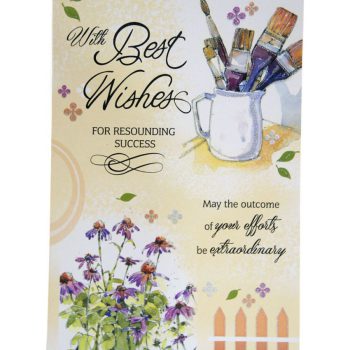 With Best
Wishes
FOR RESOUNDING
SUCCESS
May the outcome
of your efforts
be extraordinary